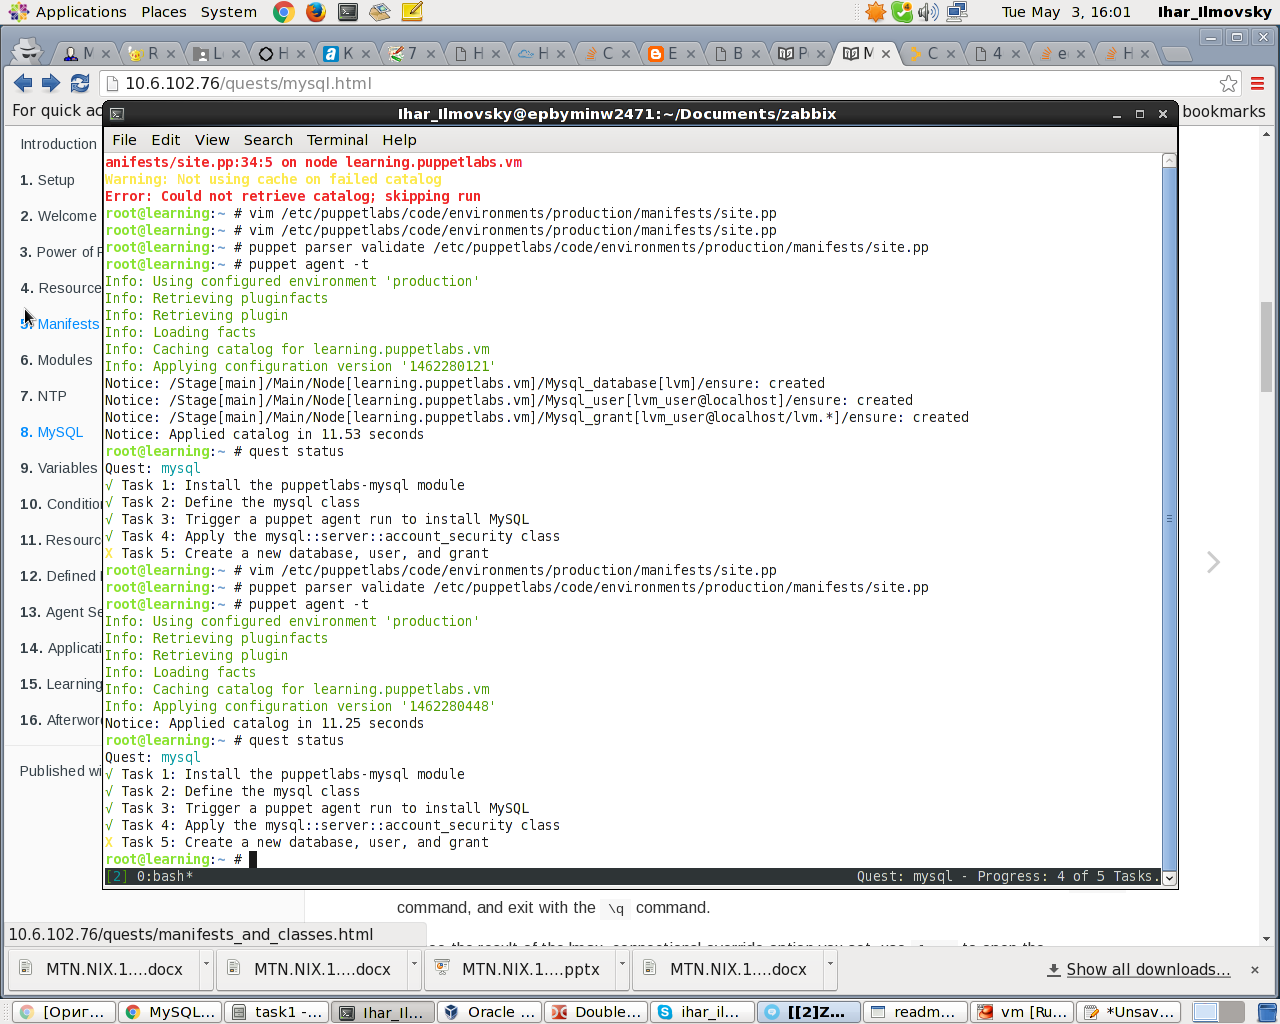 Applications Places System Tue May 3, 16:01 Ihar_Ilmovsky
10.6.102.76/quests/mysql.html
For quick ac bookmarks
Ihar_Ilmovsky@epbyminw2471:~/Documents/zabbix
File Edit View Search Terminal Help
Introduction
1. Setup
2. Welcome
3. Power of P
4. Resource
5. Manifests
6. Modules
7. NTP
8. MySQL
9. Variables
10. Condition
11. Resourc
12. Defined
13. Agent Se
14. Applicati
15. Learning
16. Afterword
Published wi
anifests/site.pp:34:5 on node learning.puppetlabs.vm
Warning: Not using cache on failed catalog
Error: Could not retrieve catalog; skipping run
root@learning:~ # vim /etc/puppetlabs/code/environments/production/manifests/site.pp
root@learning:~ # vim /etc/puppetlabs/code/environments/production/manifests/site.pp
root@learning:~ # puppet parser validate /etc/puppetlabs/code/environments/production/manifests/site.pp
root@learning:~ # puppet agent -t
Info: Using configured environment 'production'
Info: Retrieving pluginfacts
Info: Retrieving plugin
Info: Loading facts
Info: Caching catalog for learning.puppetlabs.vm
Info: Applying configuration version '1462280121'
Notice: /Stage[main]/Main/Node[learning.puppetlabs.vm]/Mysql_database[lvm]/ensure: created
Notice: /Stage[main]/Main/Node[learning.puppetlabs.vm]/Mysql_user[lvm_user@localhost]/ensure: created
Notice: /Stage[main]/Main/Node[learning.puppetlabs.vm]/Mysql_grant[lvm_user@localhost/lvm.*]/ensure: created
Notice: Applied catalog in 11.53 seconds
root@learning:~ # quest status
Quest: mysql
√ Task 1: Install the puppetlabs-mysql module
√ Task 2: Define the mysql class
√ Task 3: Trigger a puppet agent run to install MySQL
√ Task 4: Apply the mysql::server::account_security class
X Task 5: Create a new database, user, and grant
root@learning:~ # vim /etc/puppetlabs/code/environments/production/manifests/site.pp
root@learning:~ # puppet parser validate /etc/puppetlabs/code/environments/production/manifests/site.pp
root@learning:~ # puppet agent -t
Info: Using configured environment 'production'
Info: Retrieving pluginfacts
Info: Retrieving plugin
Info: Loading facts
Info: Caching catalog for learning.puppetlabs.vm
Info: Applying configuration version '1462280448'
Notice: Applied catalog in 11.25 seconds
root@learning:~ # quest status
Quest: mysql
√ Task 1: Install the puppetlabs-mysql module
√ Task 2: Define the mysql class
√ Task 3: Trigger a puppet agent run to install MySQL
√ Task 4: Apply the mysql::server::account_security class
X Task 5: Create a new database, user, and grant
root@learning:~ #
[2] 0:bash* Quest: mysql - Progress: 4 of 5 Tasks.
command, and exit with the \q command.
10.6.102.76/quests/manifests_and_classes.html
MTN.NIX.1....docx MTN.NIX.1....docx MTN.NIX.1....pptx MTN.NIX.1....docx Show all downloads...
[Ориг... MySQL... task1 -... Ihar_Il... Oracle ... Double... ihar_il... [[2]Z... readm... vm [Ru... *Unsav...